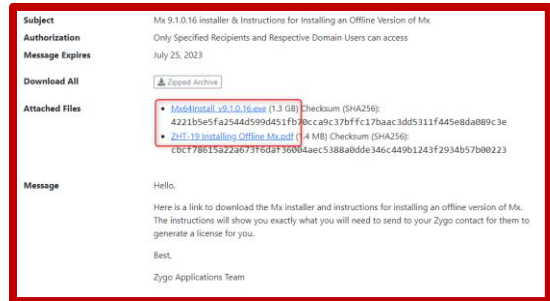 Subject Mx 9.1.0.16 installer & Instructions for Installing an Offline Version of Mx
Authorization Only Specified Recipients and Respective Domain Users can access
Message Expires July 25, 2023
Download All Zipped Archive
Attached Files Mx64Install_v9.1.0.16.exe (1.3 GB) Checksum (SHA256):
4221b5e5fa2544d599d451fb70cca9c37bffc17baac3dd5311f445e8da089c3e
ZHT-19 Installing Offline Mx.pdf (1.4 MB) Checksum (SHA256):
cbcf78615a22a673f6daf36004aec5388a0dde346c449b1243f2934b57b00223
Message Hello,
Here is a link to download the Mx installer and instructions for installing an offline version of Mx.
The instructions will show you exactly what you will need to send to your Zygo contact for them to
generate a license for you.
Best,
Zygo Applications Team